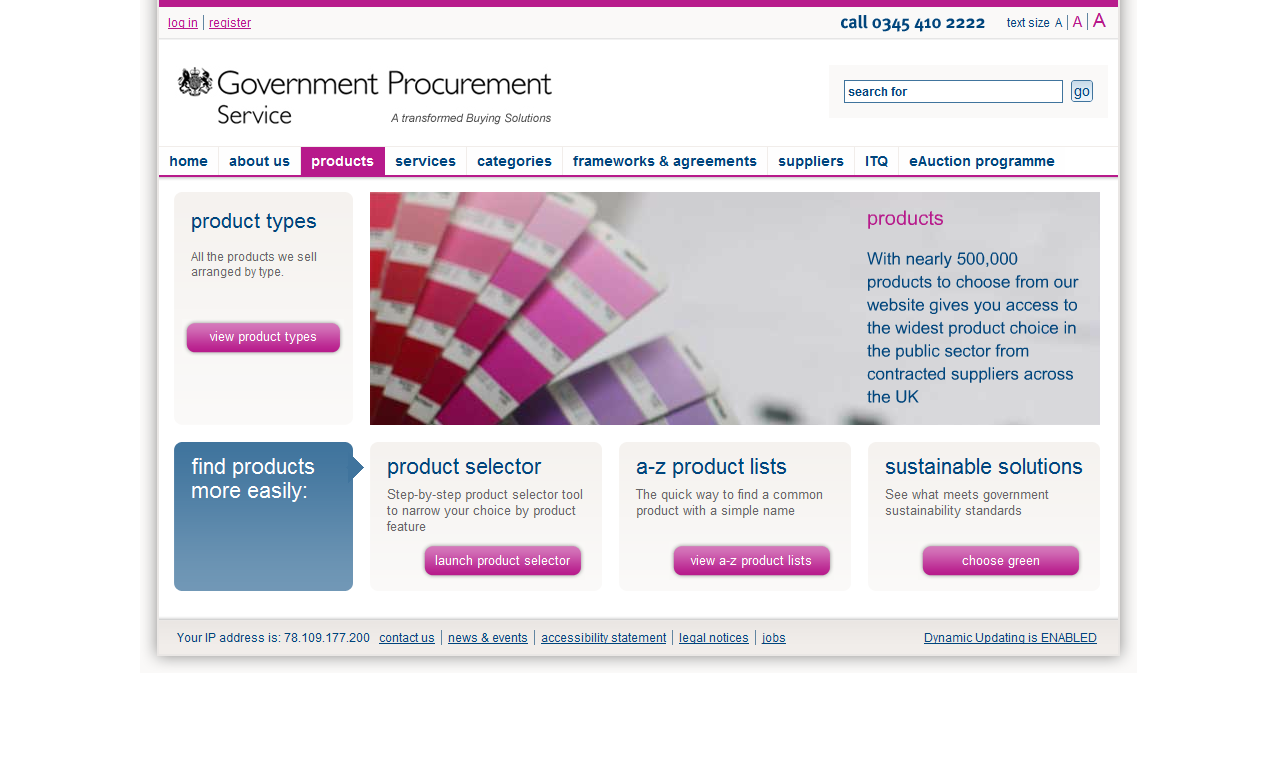 log in register call 0345 410 2222 text size A A A
Government Procurement
Service
A transformed Buying Solutions
search for go
home about us products services categories frameworks & agreements suppliers ITQ eAuction programme
product types
All the products we sell
arranged by type.
view product types
products
With nearly 500,000
products to choose from our
website gives you access to
the widest product choice in
the public sector from
contracted suppliers across
the UK
find products
more easily:
product selector
Step-by-step product selector tool
to narrow your choice by product
feature
launch product selector
a-z product lists
The quick way to find a common
product with a simple name
view a-z product lists
sustainable solutions
See what meets government
sustainability standards
choose green
Your IP address is: 78.109.177.200 contact us news & events accessibility statement legal notices jobs Dynamic Updating is ENABLED